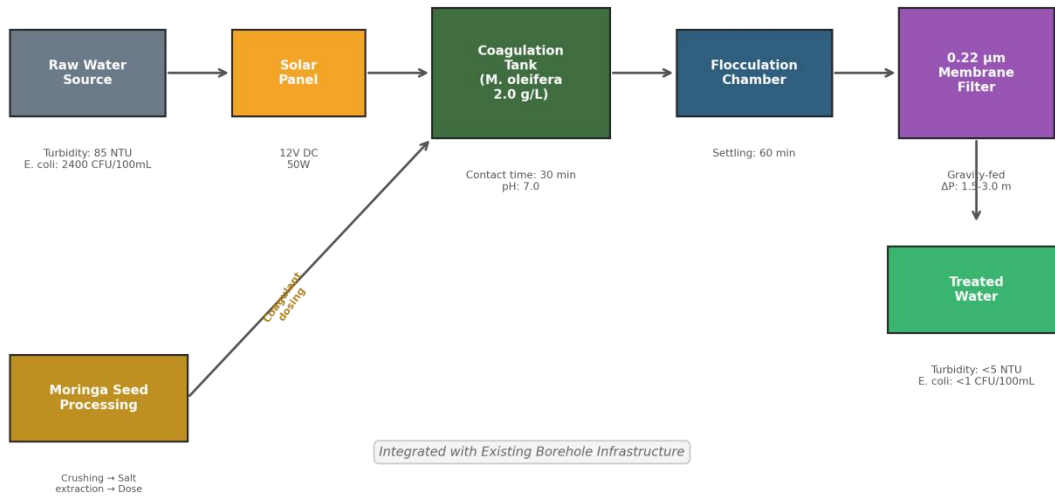 Raw Water
Source
Solar
Panel
Coagulation
Tank
(M. oleifera
2.0 g/L)
Flocculation
Chamber
0.22 µm
Membrane
Filter
Turbidity: 85 NTU
E. coli: 2400 CFU/100mL
12V DC
50W
Contact time: 30 min
pH: 7.0
Settling: 60 min
Gravity-fed
ΔP: 1.5-3.0 m
Coagulant
dosing
Treated
Water
Turbidity: <5 NTU
E. coli: <1 CFU/100mL
Moringa Seed
Processing
Crushing → Salt
extraction → Dose
Integrated with Existing Borehole Infrastructure